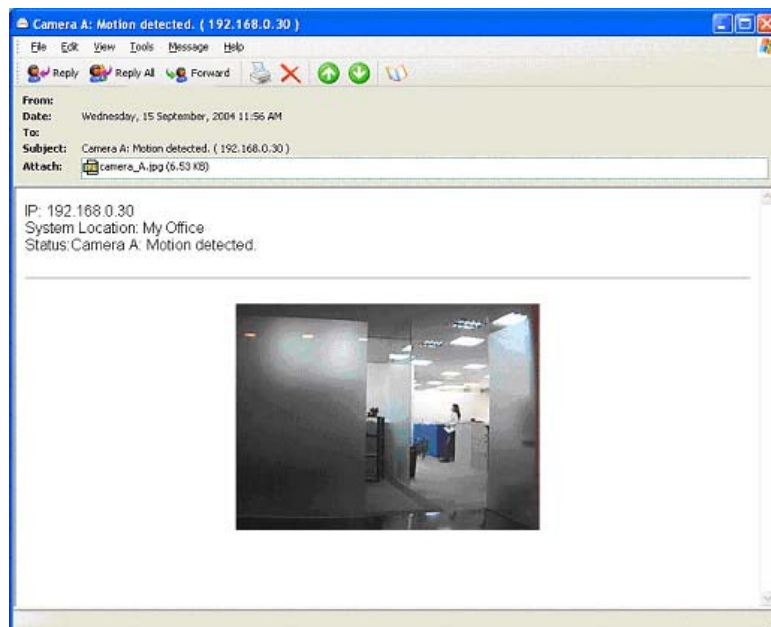 Camera A: Motion detected. ( 192.168.0.30 )
File Edit View Tools Message Help
Reply Reply All Forward
From:
Date: Wednesday, 15 September, 2004 11:56 AM
To:
Subject: Camera A: Motion detected. ( 192.168.0.30 )
Attach: camera_A.jpg (6.53 KB)
IP: 192.168.0.30
System Location: My Office
Status:Camera A: Motion detected.